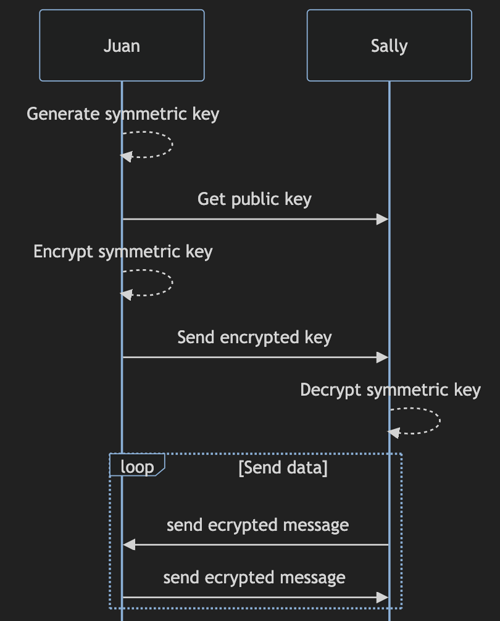 Juan
Sally
Generate symmetric key
Get public key
Encrypt symmetric key
Send encrypted key
Decrypt symmetric key
loop
[Send data]
send ecrypted message
send ecrypted message